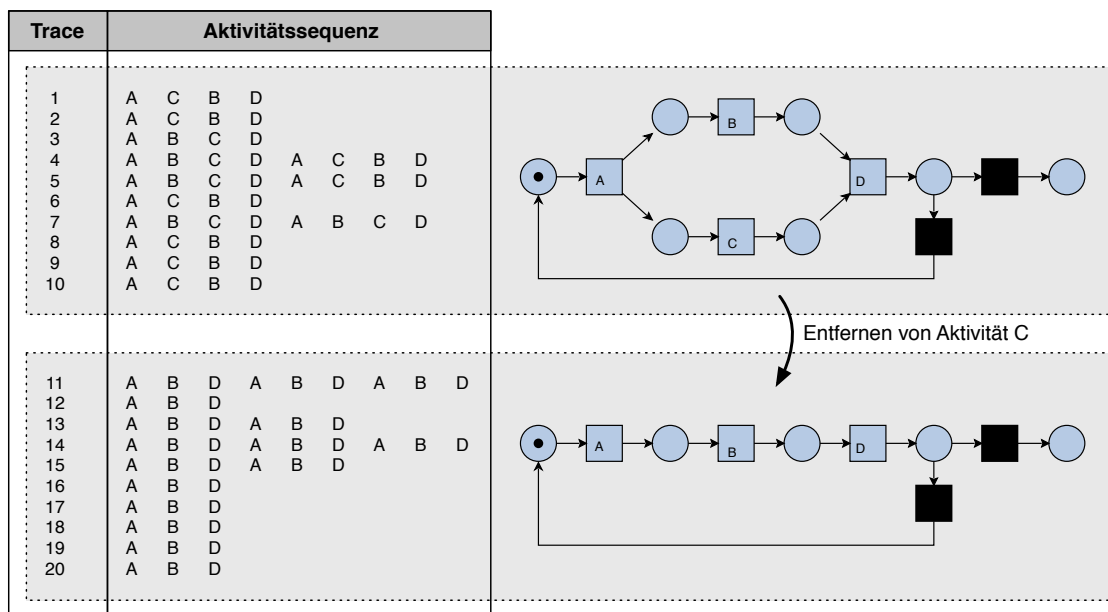 Trace Aktivitätssequenz
1 A C B D
2 A C B D
3 A B C D
4 A B C D A C B D
5 A B C D A C B D
6 A C B D
7 A B C D A B C D
8 A C B D
9 A C B D
10 A C B D
B
A
D
C
Entfernen von Aktivität C
11 A B D A B D A B D
12 A B D
13 A B D A B D
14 A B D A B D A B D
15 A B D A B D
16 A B D
17 A B D
18 A B D
19 A B D
20 A B D
A B D